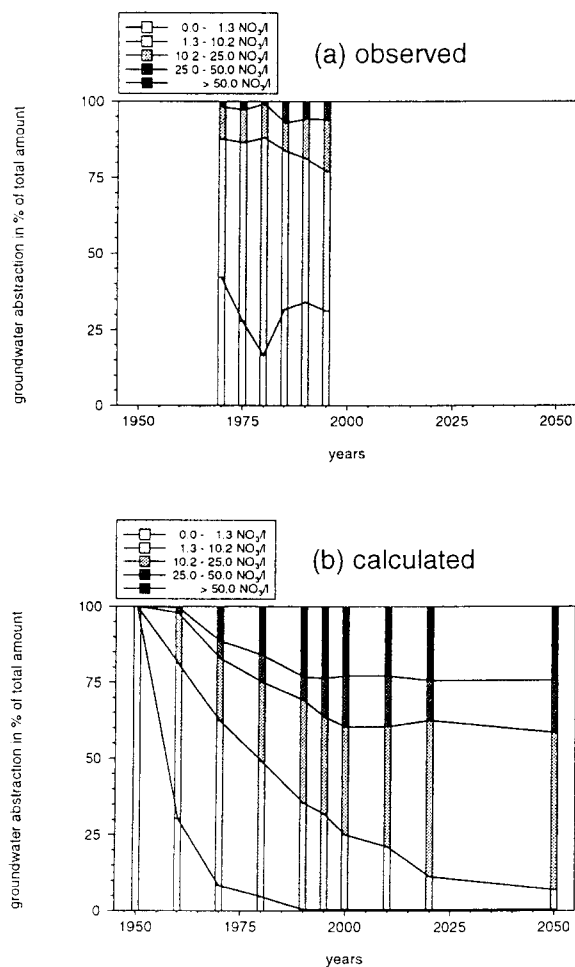 0.0 - 1.3 NO₃/l
1.3 - 10.2 NO₃/l
10.2 - 25.0 NO₃/l
25.0 - 50.0 NO₃/l
> 50.0 NO₃/l
(a) observed
groundwater abstraction in % of total amount
100
75
50
25
0
1950
1975
2000
2025
2050
years
0.0 - 1.3 NO₃/l
1.3 - 10.2 NO₃/l
10.2 - 25.0 NO₃/l
25.0 - 50.0 NO₃/l
> 50.0 NO₃/l
(b) calculated
groundwater abstraction in % of total amount
100
75
50
25
0
1950
1975
2000
2025
2050
years